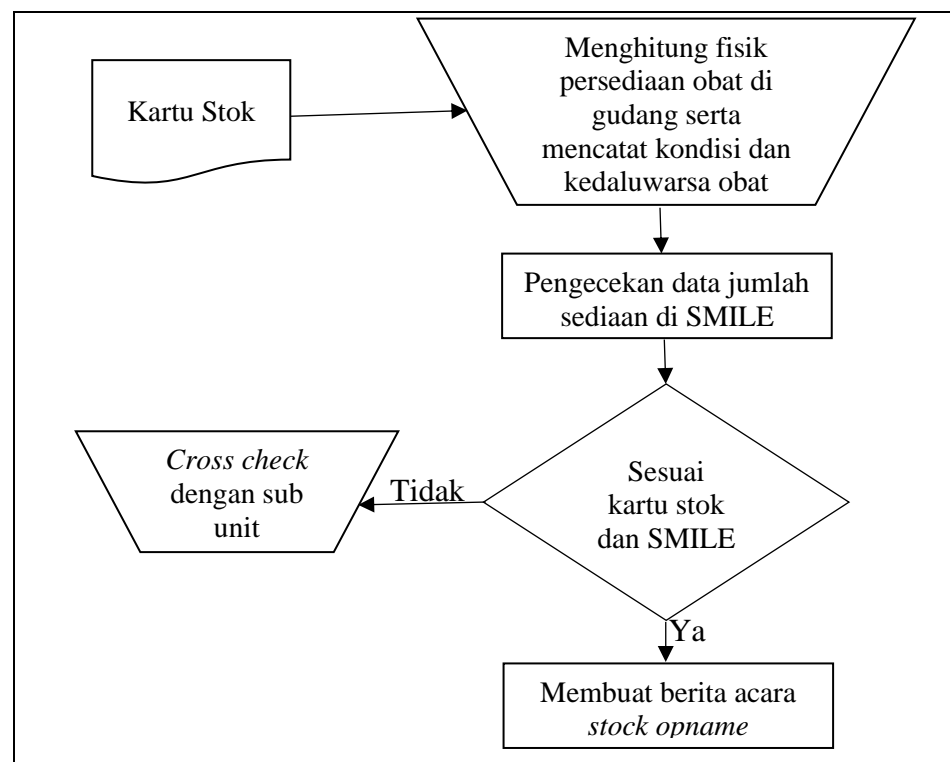 Kartu Stok
Menghitung fisik
persediaan obat di
gudang serta
mencatat kondisi dan
kedaluwarsa obat
Pengecekan data jumlah
sediaan di SMILE
Sesuai
kartu stok
dan SMILE
Tidak
Cross check
dengan sub
unit
Ya
Membuat berita acara
stock opname